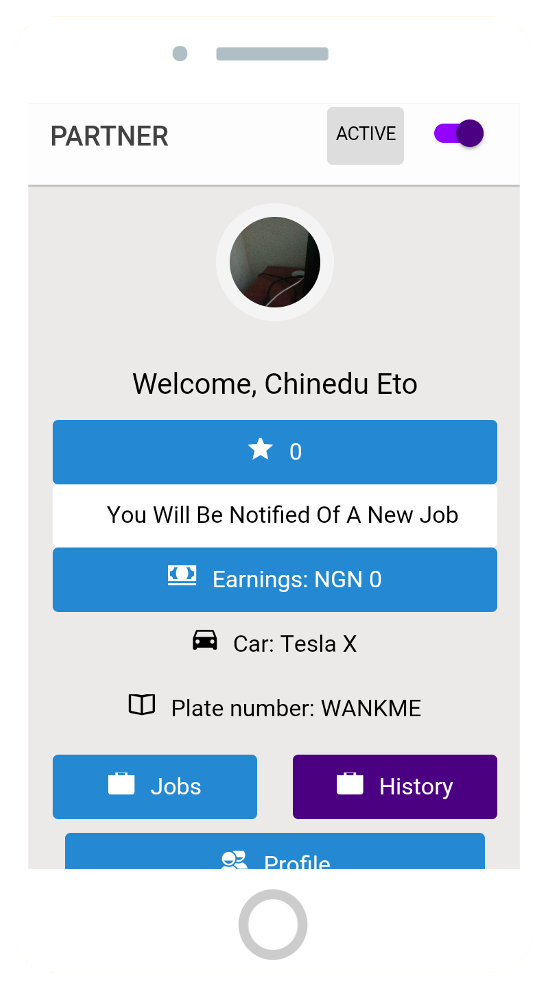 PARTNER
ACTIVE
Welcome, Chinedu Eto
0
You Will Be Notified Of A New Job
Earnings: NGN 0
Car: Tesla X
Plate number: WANKME
Jobs
History
Profile